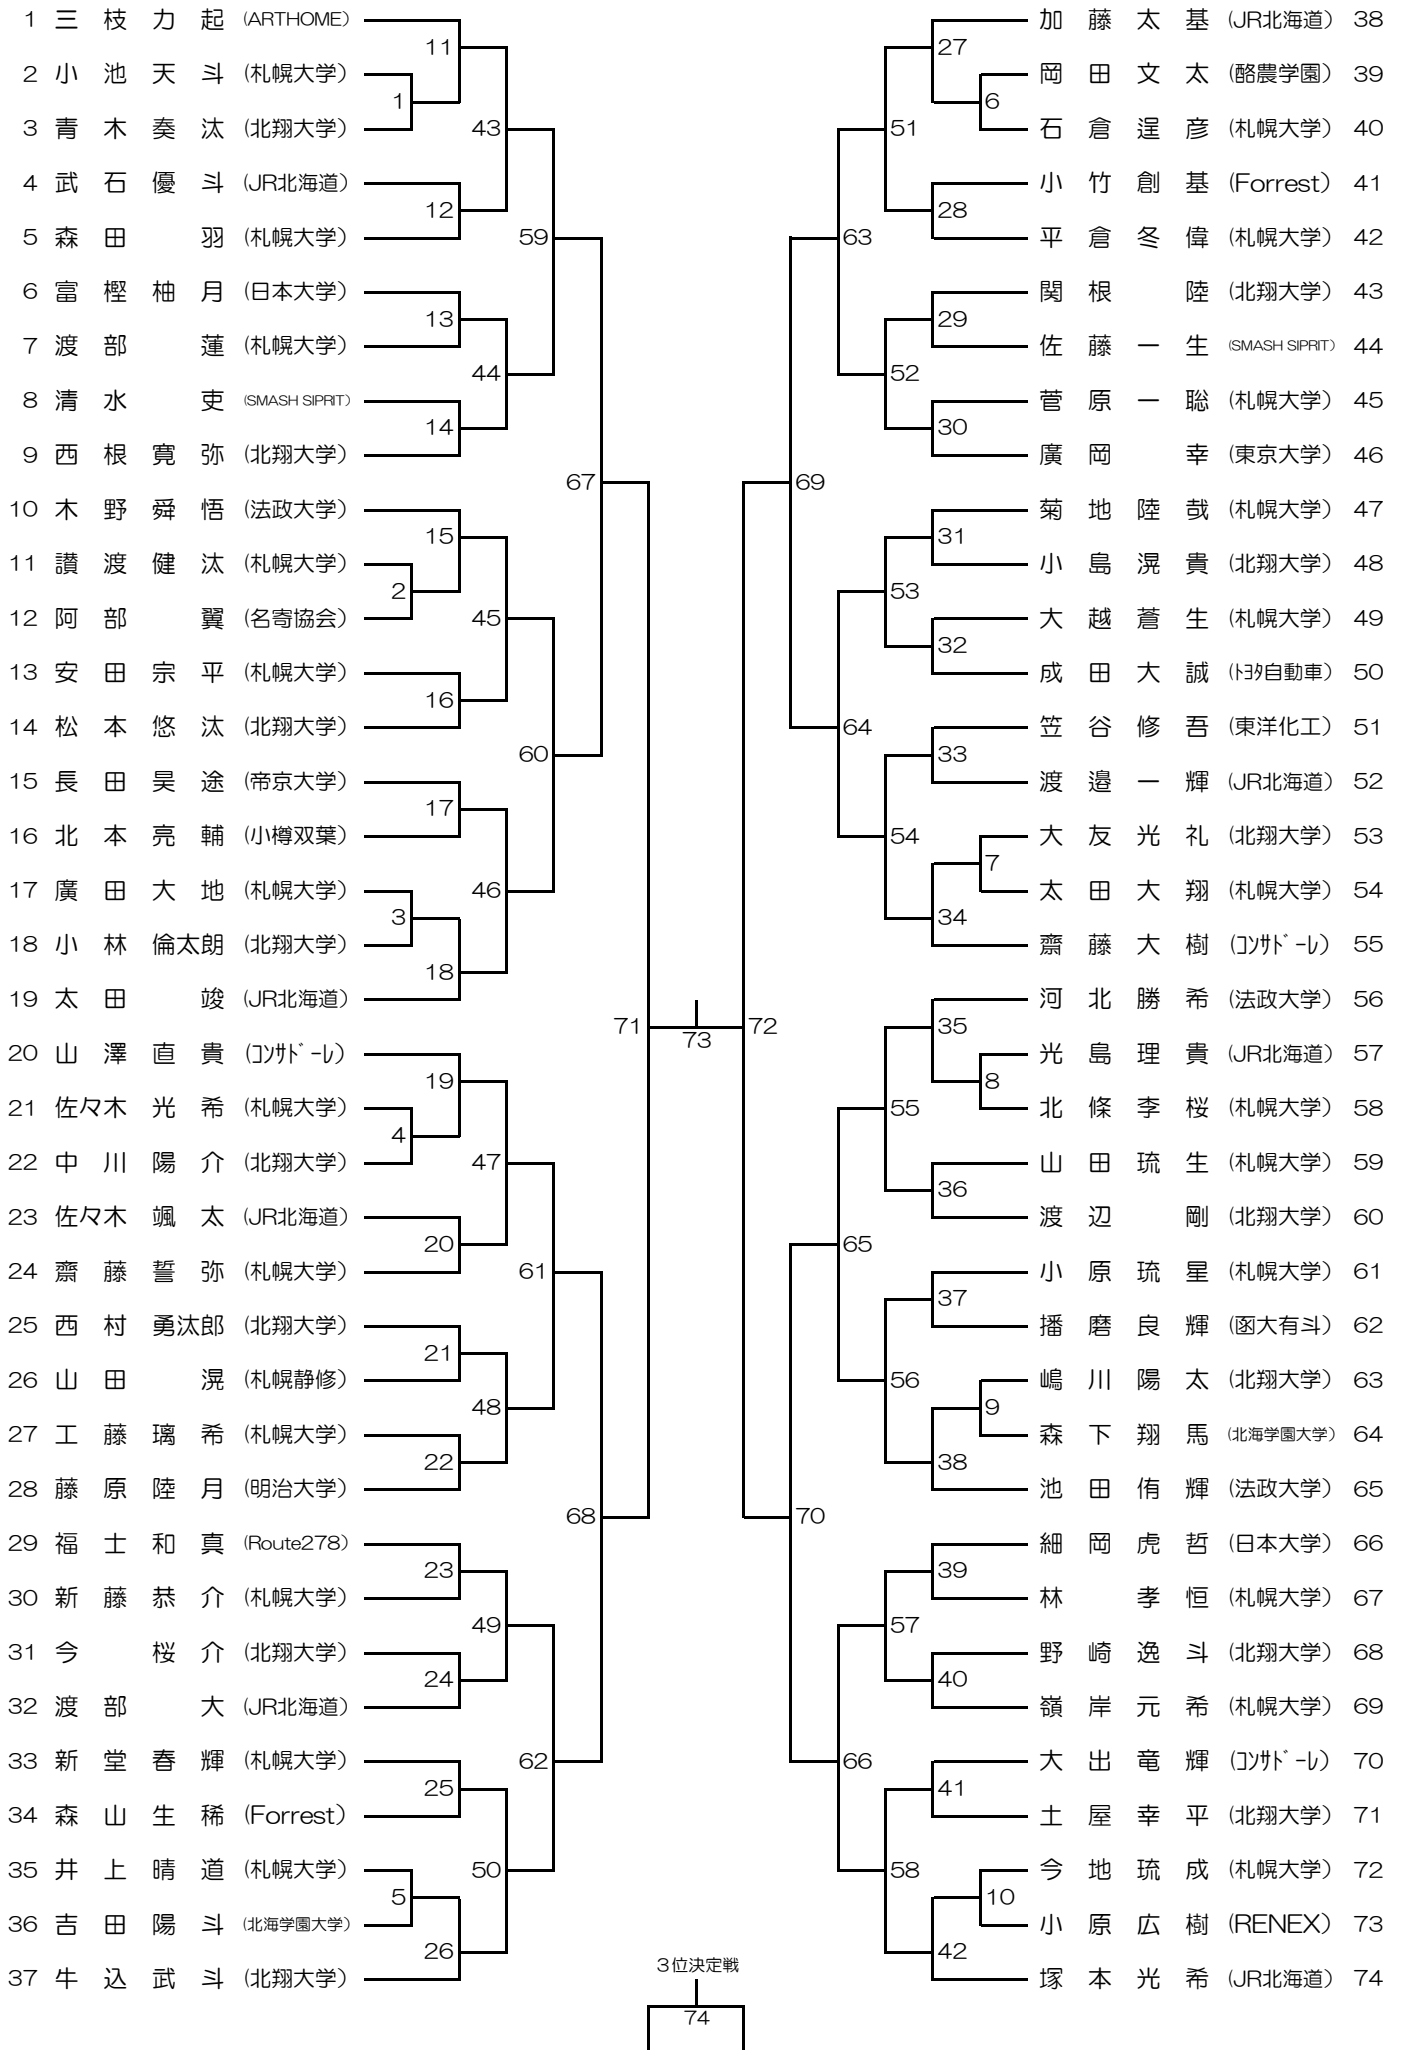 1 三枝力起 (ARTHOME)
2 小池天斗 (札幌大学)
3 青木奏汰 (北翔大学)
4 武石優斗 (JR北海道)
5 森田羽 (札幌大学)
6 富樫柚月 (日本大学)
7 渡部蓮 (札幌大学)
8 清水吏 (SMASH SIPRIT)
9 西根寛弥 (北翔大学)
10 木野舜悟 (法政大学)
11 讃渡健汰 (札幌大学)
12 阿部翼 (名寄協会)
13 安田宗平 (札幌大学)
14 松本悠汰 (北翔大学)
15 長田昊途 (帝京大学)
16 北本亮輔 (小樽双葉)
17 廣田大地 (札幌大学)
18 小林倫太朗 (北翔大学)
19 太田竣 (JR北海道)
20 山澤直貴 (ｺﾝｻﾄﾞｰﾚ)
21 佐々木光希 (札幌大学)
22 中川陽介 (北翔大学)
23 佐々木颯太 (JR北海道)
24 齋藤誓弥 (札幌大学)
25 西村勇汰郎 (北翔大学)
26 山田滉 (札幌静修)
27 工藤璃希 (札幌大学)
28 藤原陸月 (明治大学)
29 福士和真 (Route278)
30 新藤恭介 (札幌大学)
31 今桜介 (北翔大学)
32 渡部大 (JR北海道)
33 新堂春輝 (札幌大学)
34 森山生稀 (Forrest)
35 井上晴道 (札幌大学)
36 吉田陽斗 (北海学園大学)
37 牛込武斗 (北翔大学)
1
2
3
4
5
11
12
13
14
15
16
17
18
19
20
21
22
23
24
25
26
43
44
45
46
47
48
49
50
59
60
61
62
67
68
71
73
72
69
70
63
64
65
66
51
52
53
54
55
56
57
58
27
28
29
30
31
32
33
34
35
36
37
38
39
40
41
42
6
7
8
9
10
加藤太基 (JR北海道) 38
岡田文太 (酪農学園) 39
石倉逞彦 (札幌大学) 40
小竹創基 (Forrest) 41
平倉冬偉 (札幌大学) 42
関根陸 (北翔大学) 43
佐藤一生 (SMASH SIPRIT) 44
菅原一聡 (札幌大学) 45
廣岡幸 (東京大学) 46
菊地陸哉 (札幌大学) 47
小島滉貴 (北翔大学) 48
大越蒼生 (札幌大学) 49
成田大誠 (ﾄﾖﾀ自動車) 50
笠谷修吾 (東洋化工) 51
渡邉一輝 (JR北海道) 52
大友光礼 (北翔大学) 53
太田大翔 (札幌大学) 54
齋藤大樹 (ｺﾝｻﾄﾞｰﾚ) 55
河北勝希 (法政大学) 56
光島理貴 (JR北海道) 57
北條李桜 (札幌大学) 58
山田琉生 (札幌大学) 59
渡辺剛 (北翔大学) 60
小原琉星 (札幌大学) 61
播磨良輝 (函大有斗) 62
嶋川陽太 (北翔大学) 63
森下翔馬 (北海学園大学) 64
池田侑輝 (法政大学) 65
細岡虎哲 (日本大学) 66
林孝恒 (札幌大学) 67
野崎逸斗 (北翔大学) 68
嶺岸元希 (札幌大学) 69
大出竜輝 (ｺﾝｻﾄﾞｰﾚ) 70
土屋幸平 (北翔大学) 71
今地琉成 (札幌大学) 72
小原広樹 (RENEX) 73
塚本光希 (JR北海道) 74
3位決定戦
74